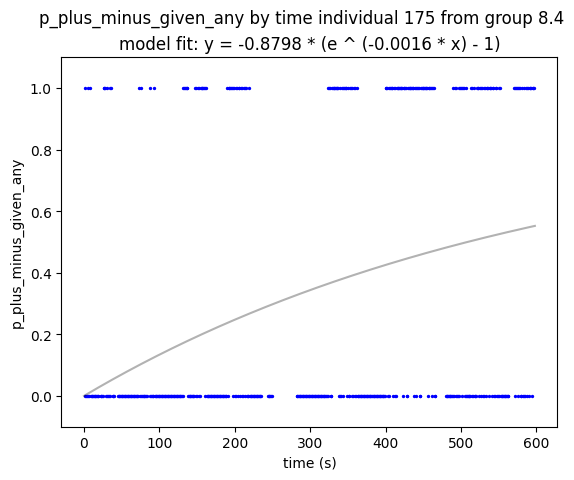 p_plus_minus_given_any by time individual 175 from group 8.4
model fit: y = -0.8798 * (e ^ (-0.0016 * x) - 1)
1.0
0.8
0.6
0.4
0.2
0.0
p_plus_minus_given_any
0 100 200 300 400 500 600
time (s)